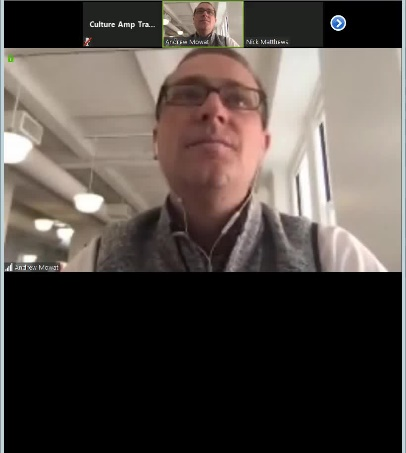 Culture Amp Tra...
Andrew Mowat
Nick Matthews
Andrew Mowat